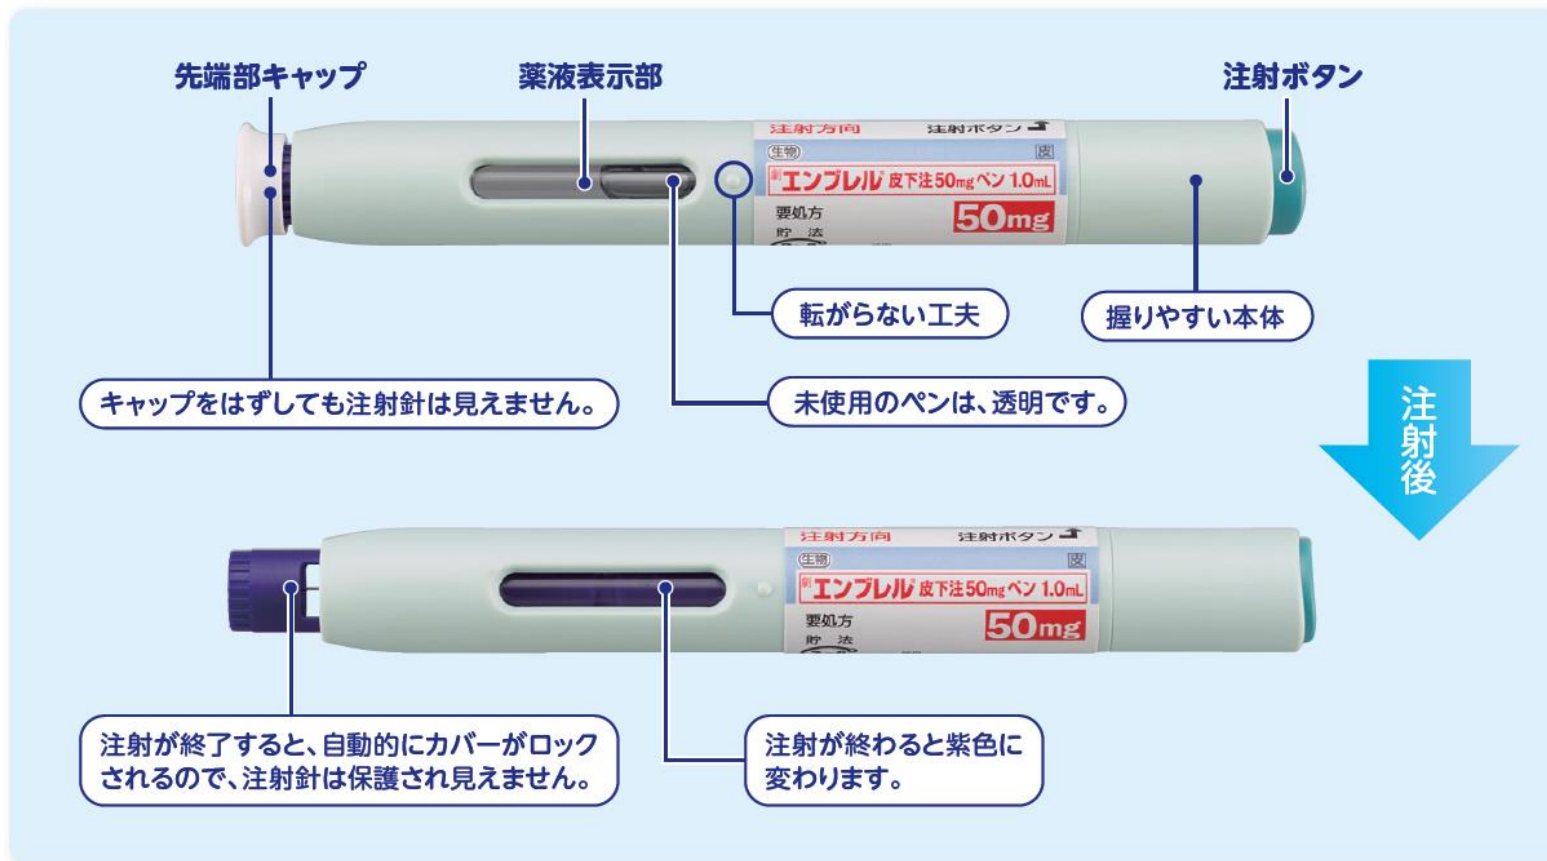 先端部キャップ
薬液表示部
注射ボタン
注射方向 注射ボタン
生物 皮
劇 エンブレル 皮下注50mgペン 1.0mL
要処方 50mg
貯 法
転がらない工夫
握りやすい本体
キャップをはずしても注射針は見えません。
未使用のペンは、透明です。
注射後
注射方向 注射ボタン
生物 皮
劇 エンブレル 皮下注50mgペン 1.0mL
要処方 50mg
貯 法
注射が終了すると、自動的にカバーがロック
されるので、注射針は保護され見えません。
注射が終わると紫色に
変わります。